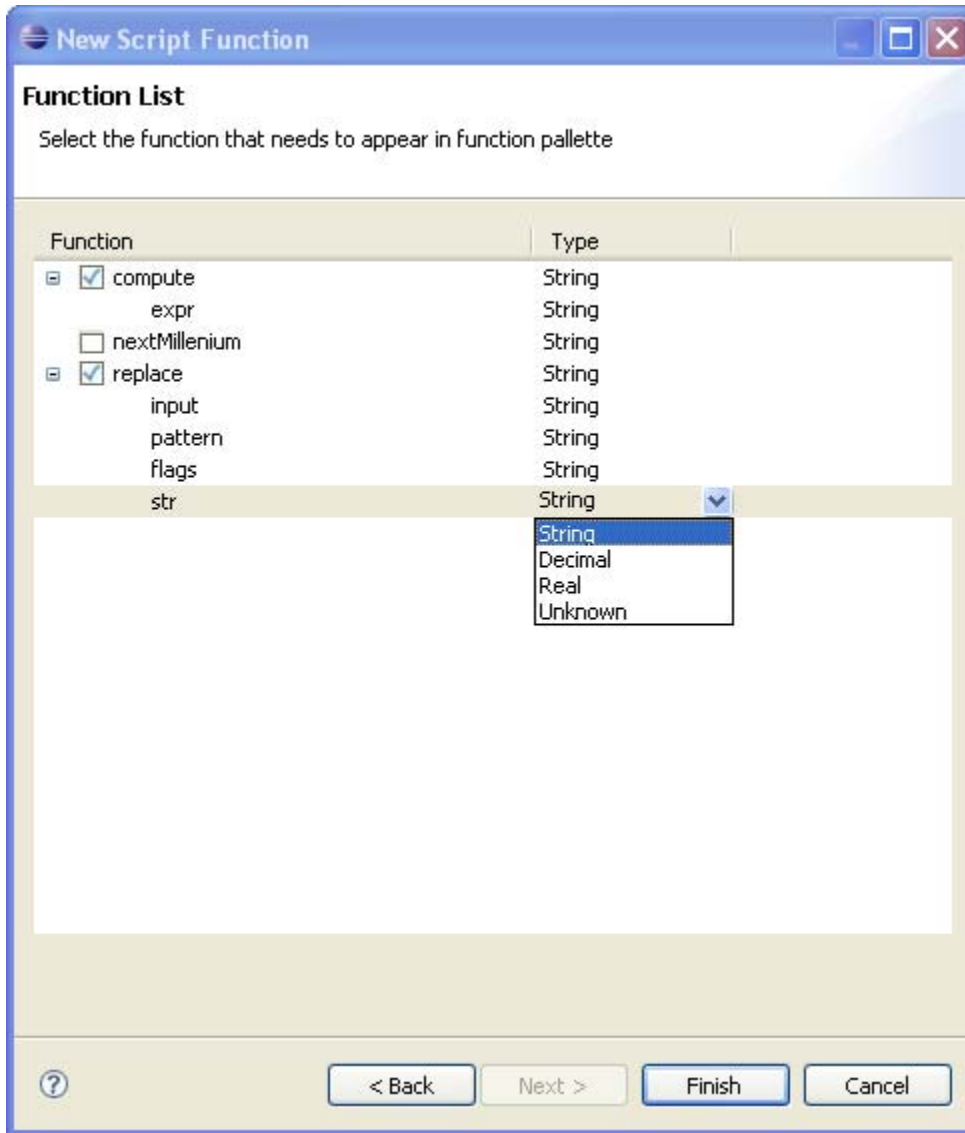 New Script Function
Function List
Select the function that needs to appear in function pallette
Function Type
compute String
expr String
nextMillenium String
replace String
input String
pattern String
flags String
str String
String
Decimal
Real
Unknown
? < Back Next > Finish Cancel